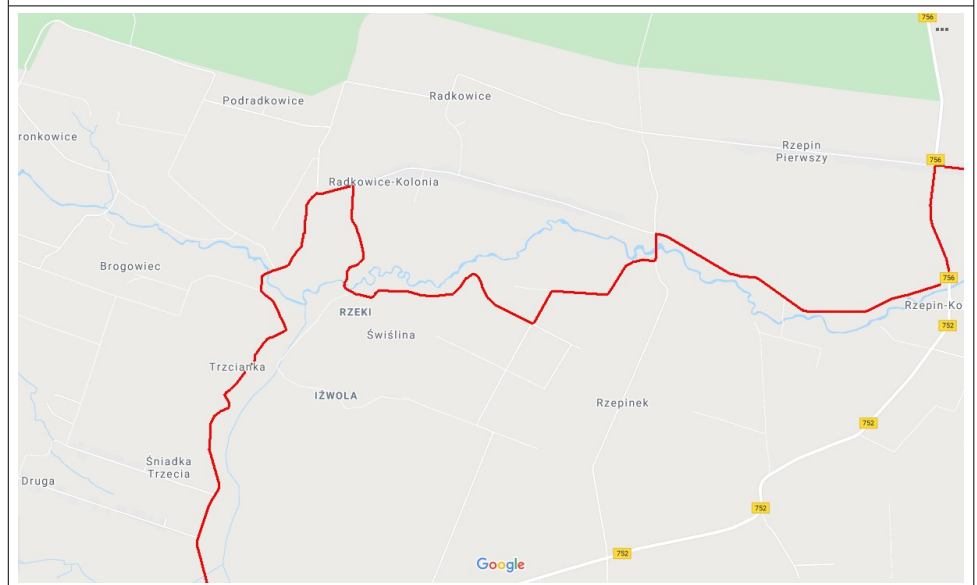 756
Podradkowice
Radkowice
ronkowice
Rzepin
Pierwszy
756
Radkowice-Kolonia
Brogowiec
756
RZEKI
Rzepin-Ko
752
Świślina
Trzcianka
IŻWOLA
Rzepinek
752
Śniadka
Trzecia
Druga
752
752
Google